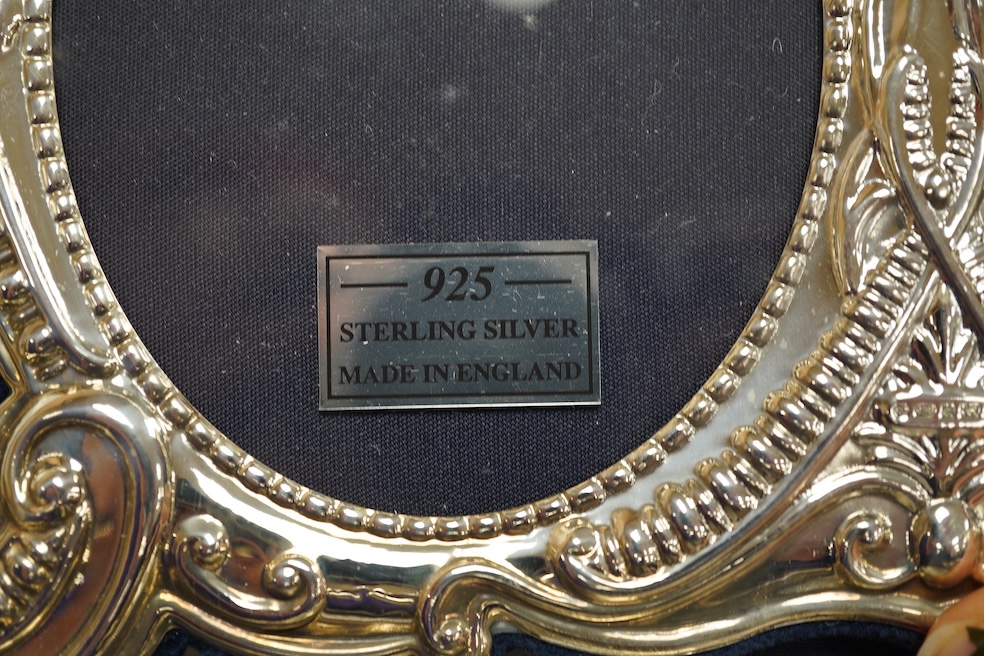 925
STERLING SILVER
MADE IN ENGLAND